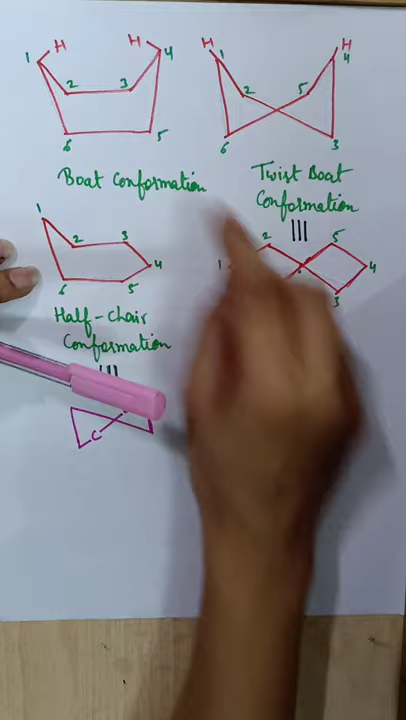 H H
1 4
2 3
6 5
Boat Conformation
H H
1 4
2 5
6 3
Twist Boat
Conformation
2 5
1 4
3
1
2 3
4
6 5
Half-Chair
Conformation
C